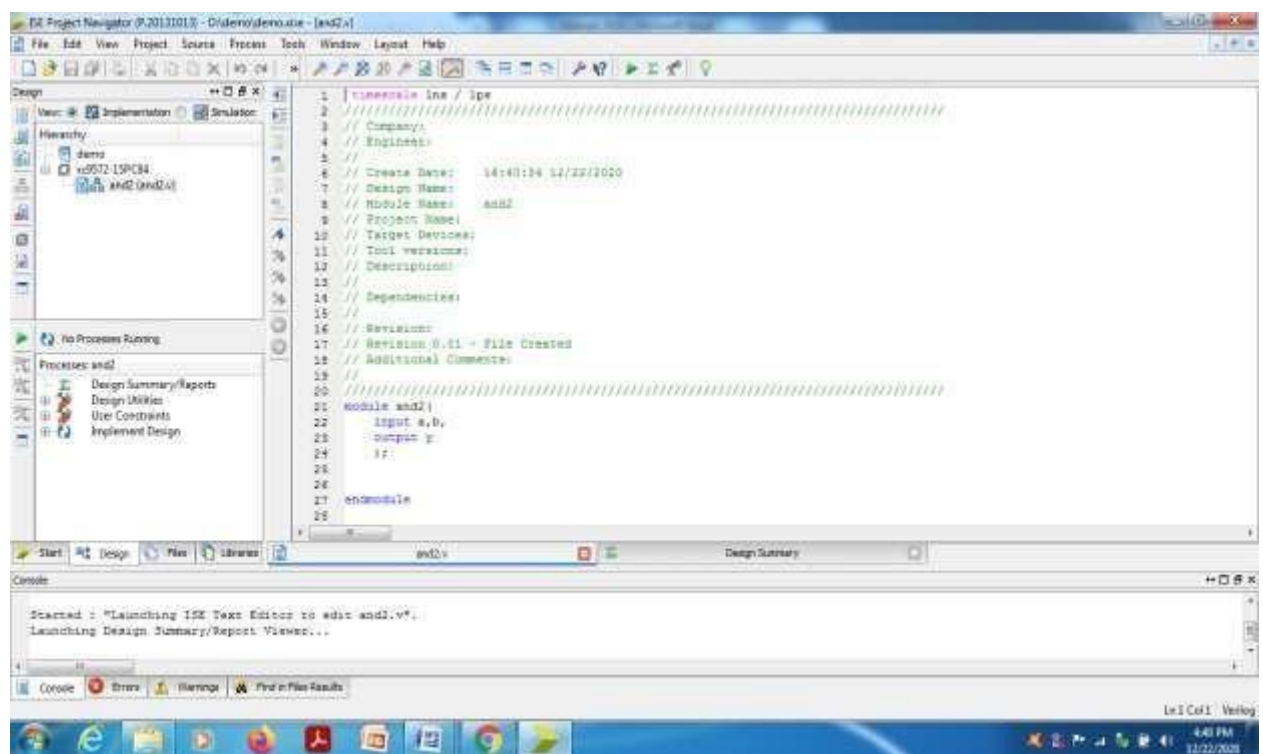 ISE Project Navigator (P.20131013) - D:\demo\demo.xise - [and2.v]
File Edit View Project Source Process Tools Window Layout Help
Design
View: Implementation Simulation
Hierarchy
demo
xc9572-15PC84
and2 (and2.v)
No Processes Running
Processes: and2
Design Summary/Reports
Design Utilities
User Constraints
Implement Design
Start Design Files Libraries
1 `timescale 1ns / 1ps
2 //////////////////////////////////////////////////////////////////////////////////
3 // Company:
4 // Engineer:
5 //
6 // Create Date: 12/22/2020
7 // Design Name:
8 // Module Name: and2
9 // Project Name:
10 // Target Devices:
11 // Tool versions:
12 // Description:
13 //
14 // Dependencies:
15 //
16 // Revision:
17 // Revision 0.01 - File Created
18 // Additional Comments:
19 //
20 //////////////////////////////////////////////////////////////////////////////////
21 module and2(
22 input a,b,
23 output y
24 );
25
26
27 endmodule
28
and2.v Design Summary
Console
Started : "Launching ISE Text Editor to edit and2.v".
Launching Design Summary/Report Viewer...
Console Errors Warnings Find in Files Results
Ln 1 Col 1 Verilog
4:40 PM
12/22/2020